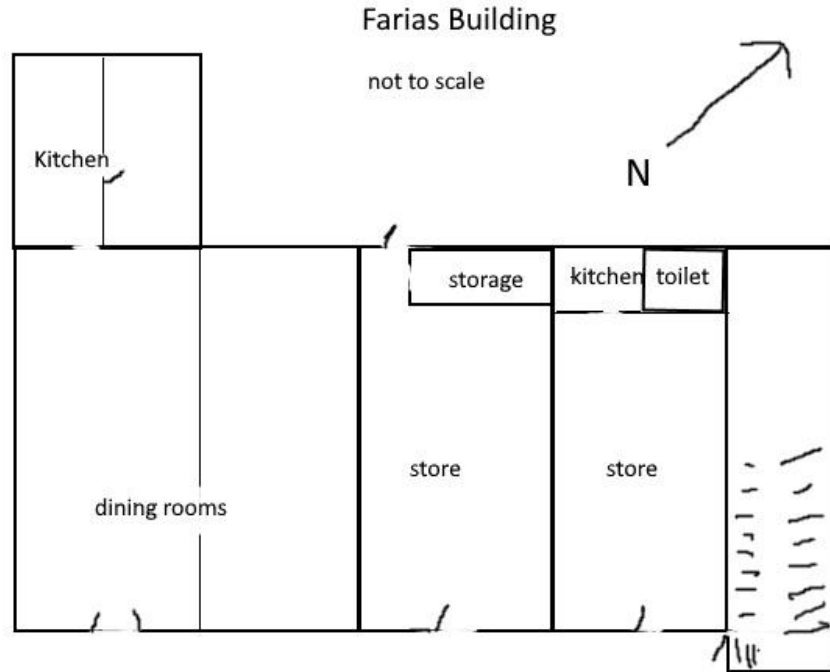 Farias Building
not to scale
N
Kitchen
storage
kitchen
toilet
store
store
dining rooms